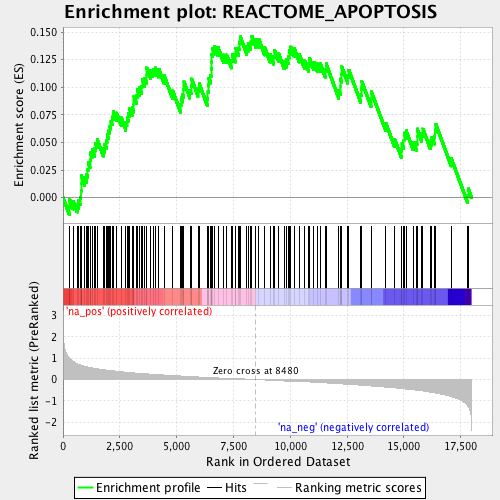 Enrichment plot: REACTOME_APOPTOSIS
Enrichment score (ES)
0.150
0.125
0.100
0.075
0.050
0.025
0.000
'na_pos' (positively correlated)
Ranked list metric (PreRanked)
3
2
1
0
-1
-2
Zero cross at 8480
'na_neg' (negatively correlated)
0
2,500
5,000
7,500
10,000
12,500
15,000
17,500
Rank in Ordered Dataset
Enrichment profile
Hits
Ranking metric scores